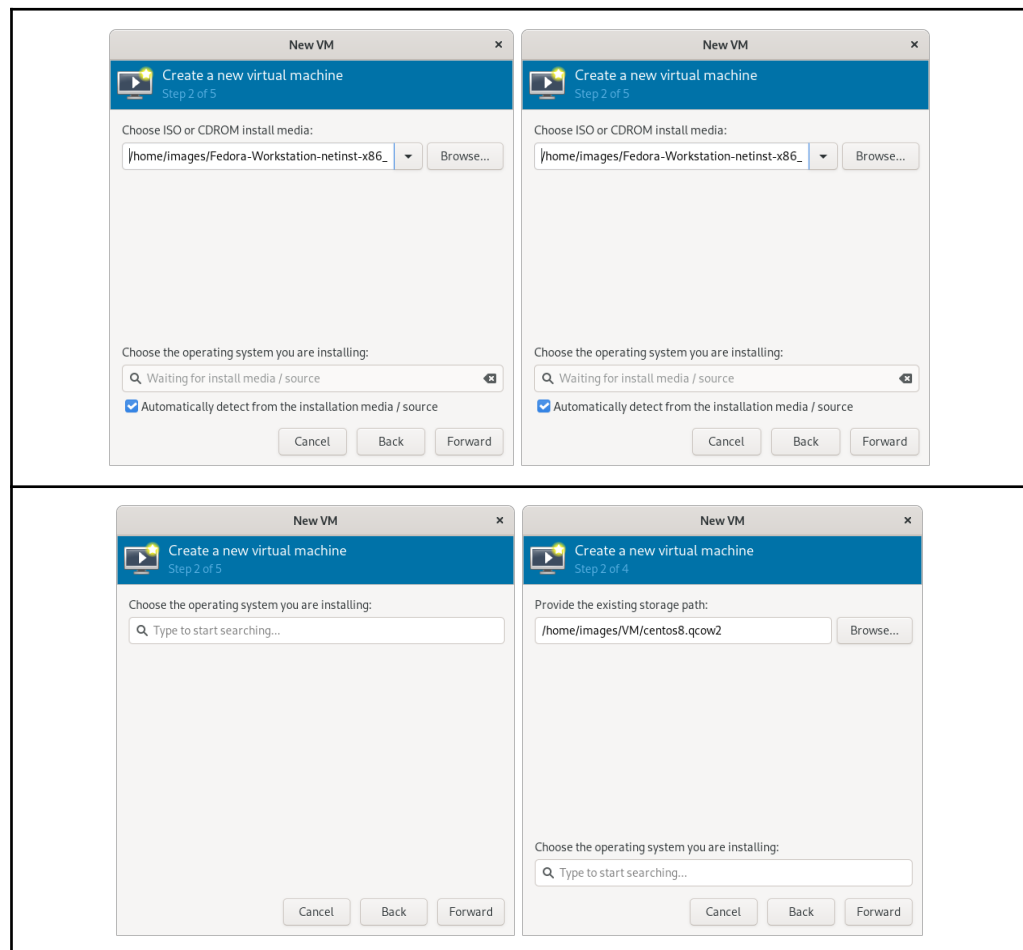 New VM ×
Create a new virtual machine
Step 2 of 5
Choose ISO or CDROM install media:
/home/images/Fedora-Workstation-netinst-x86_ Browse...
Choose the operating system you are installing:
Waiting for install media / source
Automatically detect from the installation media / source
Cancel Back Forward
New VM ×
Create a new virtual machine
Step 2 of 5
Choose ISO or CDROM install media:
/home/images/Fedora-Workstation-netinst-x86_ Browse...
Choose the operating system you are installing:
Waiting for install media / source
Automatically detect from the installation media / source
Cancel Back Forward
New VM ×
Create a new virtual machine
Step 2 of 5
Choose the operating system you are installing:
Type to start searching...
Cancel Back Forward
New VM ×
Create a new virtual machine
Step 2 of 4
Provide the existing storage path:
/home/images/VM/centos8.qcow2 Browse...
Choose the operating system you are installing:
Type to start searching...
Cancel Back Forward